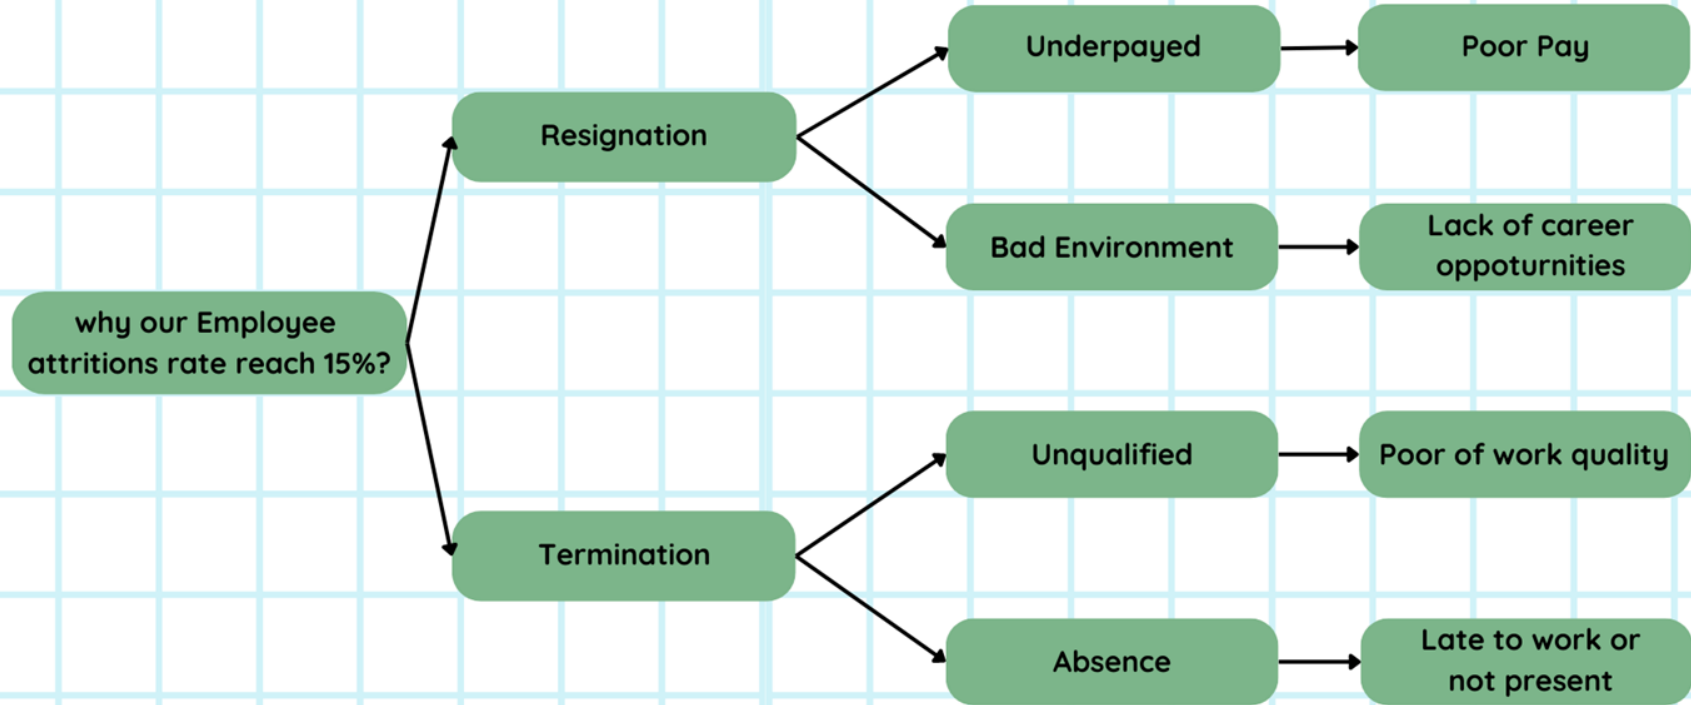 Underpayed
Poor Pay
Resignation
Bad Environment
Lack of career
oppoturnities
why our Employee
attritions rate reach 15%?
Unqualified
Poor of work quality
Termination
Absence
Late to work or
not present